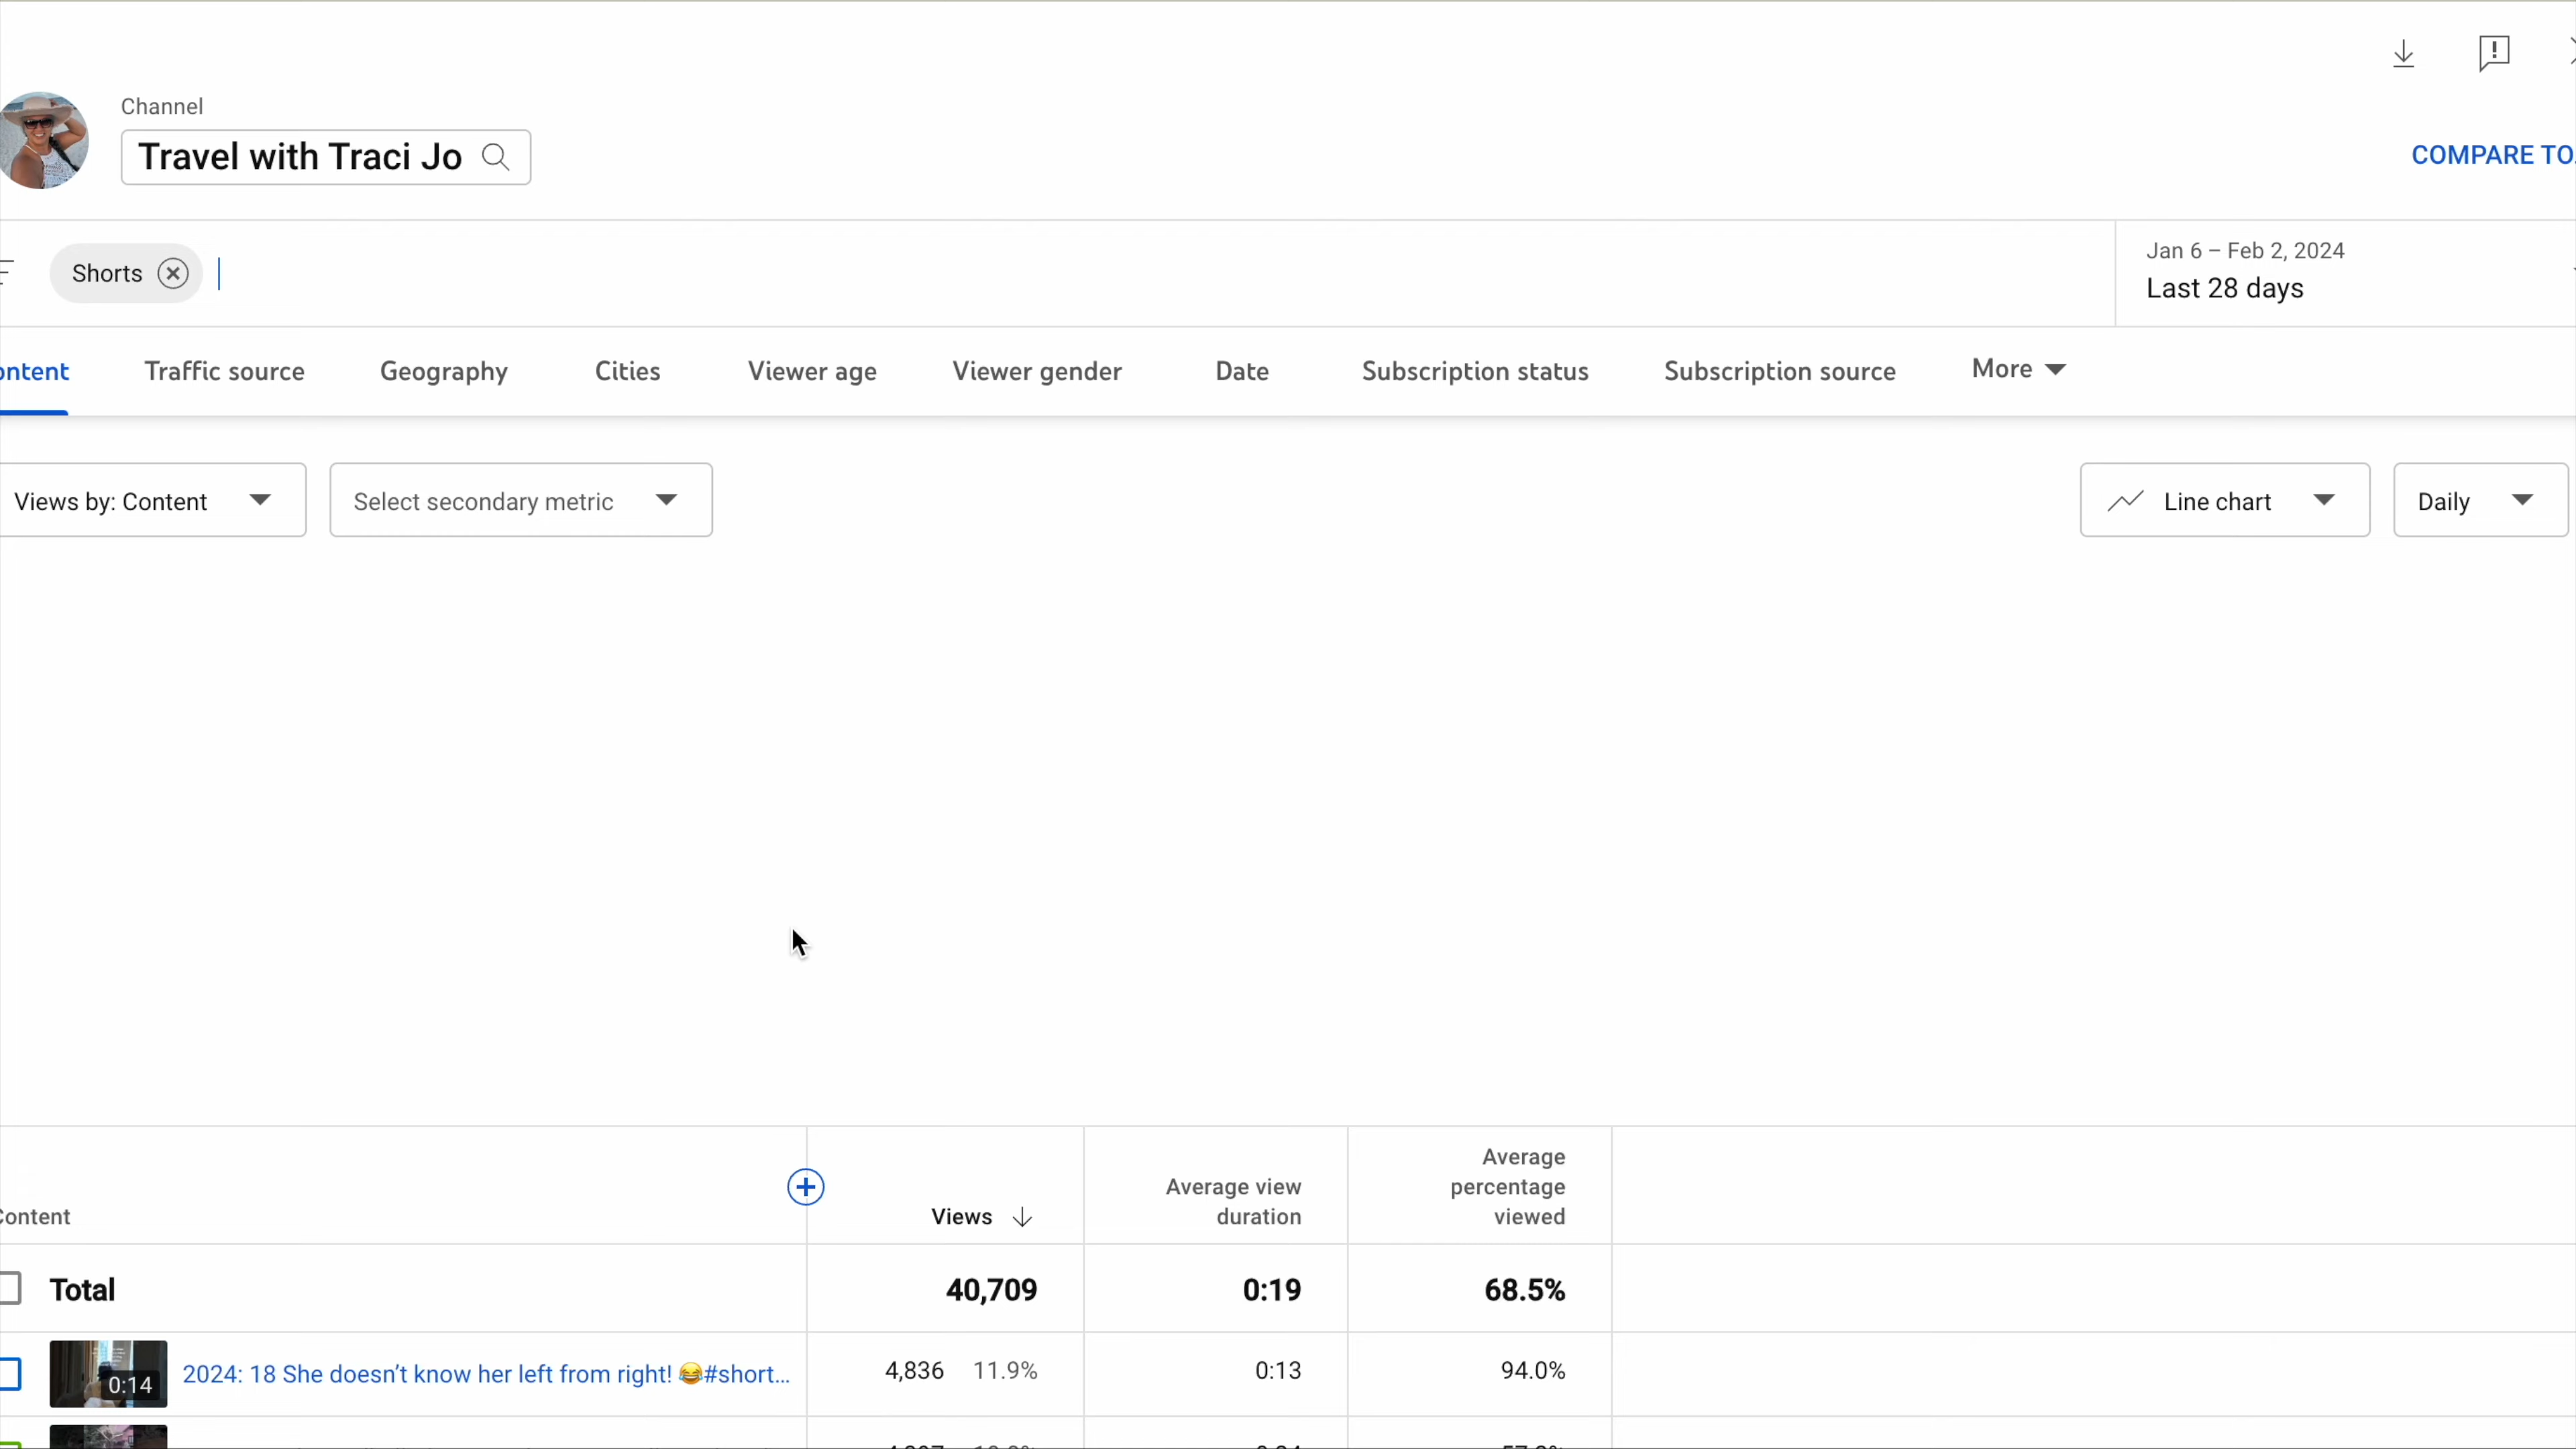 Channel
Travel with Traci Jo
COMPARE TO
Shorts
Jan 6 – Feb 2, 2024
Last 28 days
ontent
Traffic source
Geography
Cities
Viewer age
Viewer gender
Date
Subscription status
Subscription source
More
Views by: Content
Select secondary metric
Line chart
Daily
Content
Views
Average view
duration
Average
percentage
viewed
Total
40,709
0:19
68.5%
0:14
2024: 18 She doesn’t know her left from right! 😂#short...
4,836
11.9%
0:13
94.0%